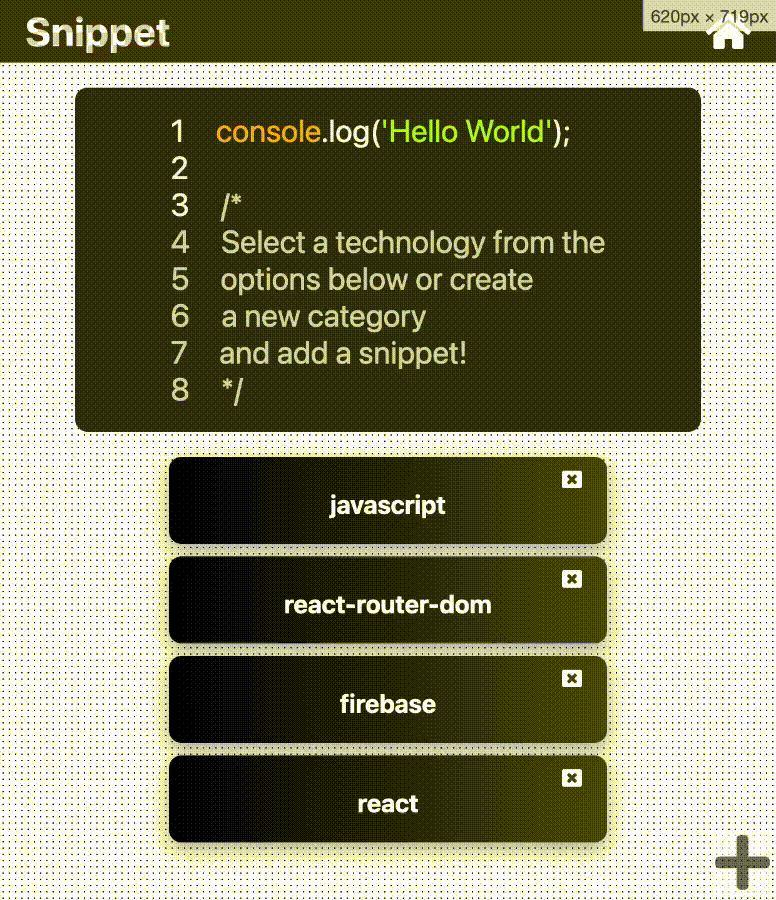 Snippet
620px × 719px
1 console.log('Hello World');
2
3 /*
4 Select a technology from the
5 options below or create
6 a new category
7 and add a snippet!
8 */
javascript
react-router-dom
firebase
react